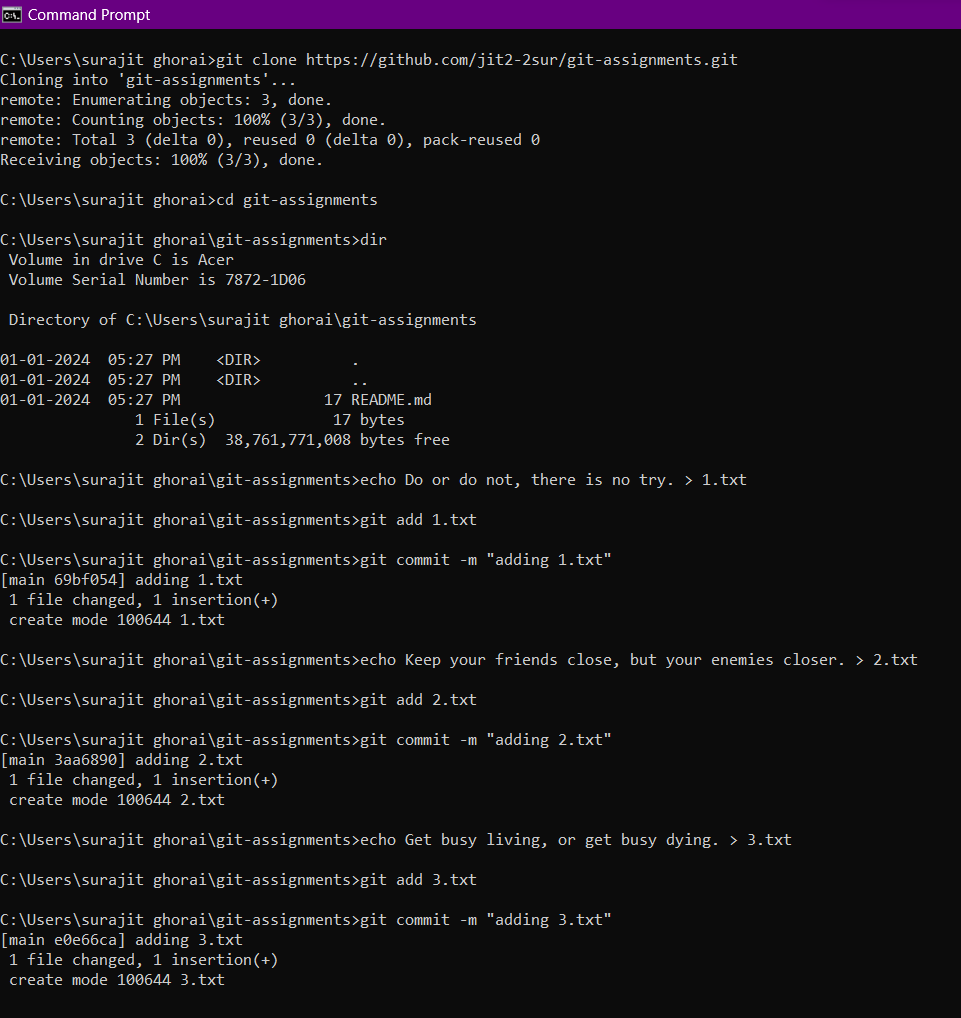 Command Prompt
C:\Users\surajit ghorai>git clone https://github.com/jit2-2sur/git-assignments.git
Cloning into 'git-assignments'...
remote: Enumerating objects: 3, done.
remote: Counting objects: 100% (3/3), done.
remote: Total 3 (delta 0), reused 0 (delta 0), pack-reused 0
Receiving objects: 100% (3/3), done.
C:\Users\surajit ghorai>cd git-assignments
C:\Users\surajit ghorai\git-assignments>dir
 Volume in drive C is Acer
 Volume Serial Number is 7872-1D06
 Directory of C:\Users\surajit ghorai\git-assignments
01-01-2024  05:27 PM    <DIR>          .
01-01-2024  05:27 PM    <DIR>          ..
01-01-2024  05:27 PM                17 README.md
               1 File(s)             17 bytes
               2 Dir(s)  38,761,771,008 bytes free
C:\Users\surajit ghorai\git-assignments>echo Do or do not, there is no try. > 1.txt
C:\Users\surajit ghorai\git-assignments>git add 1.txt
C:\Users\surajit ghorai\git-assignments>git commit -m "adding 1.txt"
[main 69bf054] adding 1.txt
 1 file changed, 1 insertion(+)
 create mode 100644 1.txt
C:\Users\surajit ghorai\git-assignments>echo Keep your friends close, but your enemies closer. > 2.txt
C:\Users\surajit ghorai\git-assignments>git add 2.txt
C:\Users\surajit ghorai\git-assignments>git commit -m "adding 2.txt"
[main 3aa6890] adding 2.txt
 1 file changed, 1 insertion(+)
 create mode 100644 2.txt
C:\Users\surajit ghorai\git-assignments>echo Get busy living, or get busy dying. > 3.txt
C:\Users\surajit ghorai\git-assignments>git add 3.txt
C:\Users\surajit ghorai\git-assignments>git commit -m "adding 3.txt"
[main e0e66ca] adding 3.txt
 1 file changed, 1 insertion(+)
 create mode 100644 3.txt